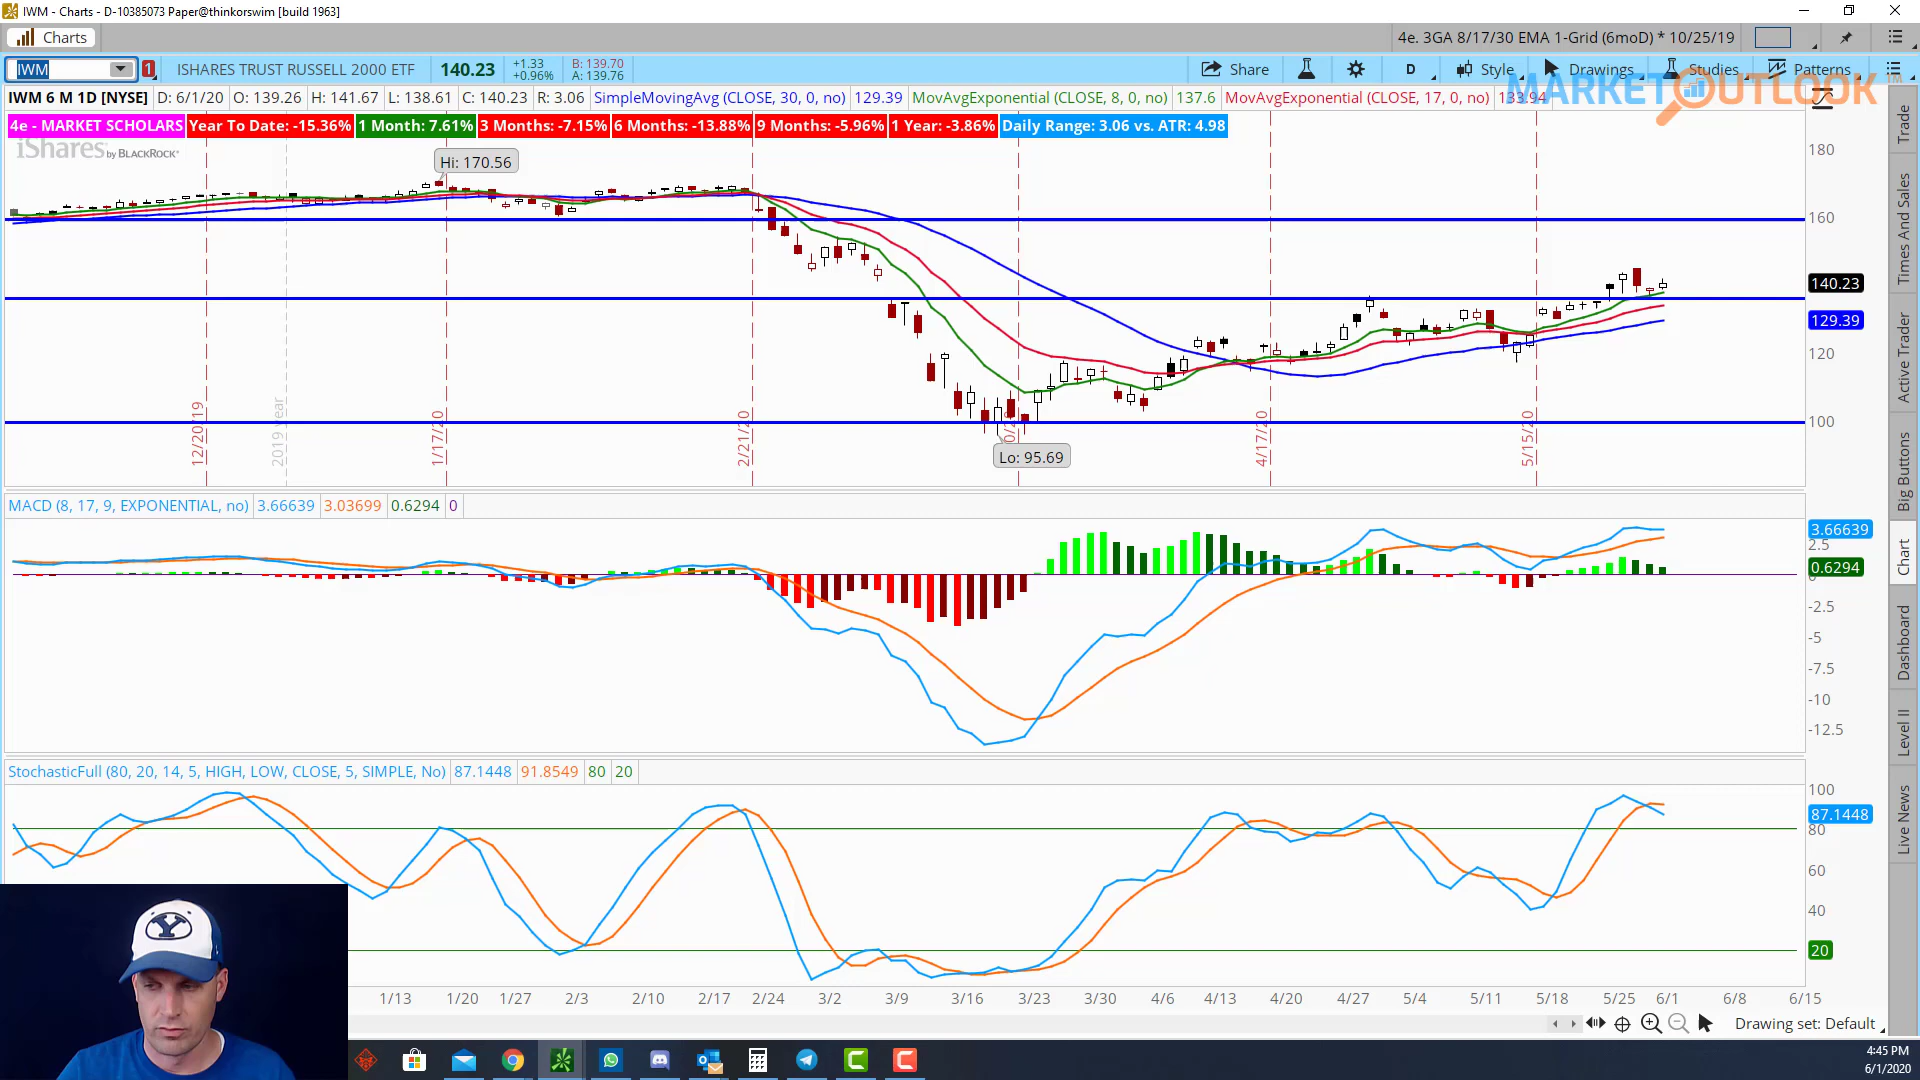 IWM - Charts - D-10385073 Paper@thinkorswim [build 1963]
Charts
4e. 3GA 8/17/30 EMA 1-Grid (6moD) * 10/25/19
IWM
1
ISHARES TRUST RUSSELL 2000 ETF
140.23
+1.33
+0.96%
B: 139.70
A: 139.76
Share
D
Style
Drawings
Studies
Patterns
MARKET OUTLOOK
IWM 6 M 1D [NYSE] D: 6/1/20 O: 139.26 H: 141.67 L: 138.61 C: 140.23 R: 3.06 SimpleMovingAvg (CLOSE, 30, 0, no) 129.39 MovAvgExponential (CLOSE, 8, 0, no) 137.6 MovAvgExponential (CLOSE, 17, 0, no) 133.94
4e - MARKET SCHOLARS Year To Date: -15.36% 1 Month: 7.61% 3 Months: -7.15% 6 Months: -13.88% 9 Months: -5.96% 1 Year: -3.86% Daily Range: 3.06 vs. ATR: 4.98
iShares by BLACKROCK
Hi: 170.56
Lo: 95.69
180
160
140.23
129.39
120
100
12/20/19
2019 year
1/17/20
2/21/20
4/17/20
5/15/20
MACD (8, 17, 9, EXPONENTIAL, no) 3.66639 3.03699 0.6294 0
3.66639
2.5
0.6294
-2.5
-5
-7.5
-10
-12.5
StochasticFull (80, 20, 14, 5, HIGH, LOW, CLOSE, 5, SIMPLE, No) 87.1448 91.8549 80 20
100
87.1448
80
60
40
20
1/13 1/20 1/27 2/3 2/10 2/17 2/24 3/2 3/9 3/16 3/23 3/30 4/6 4/13 4/20 4/27 5/4 5/11 5/18 5/25 6/1 6/8 6/15
Drawing set: Default
Trade
Times And Sales
Active Trader
Big Buttons
Chart
Dashboard
Level II
Live News
Y
4:45 PM
6/1/2020